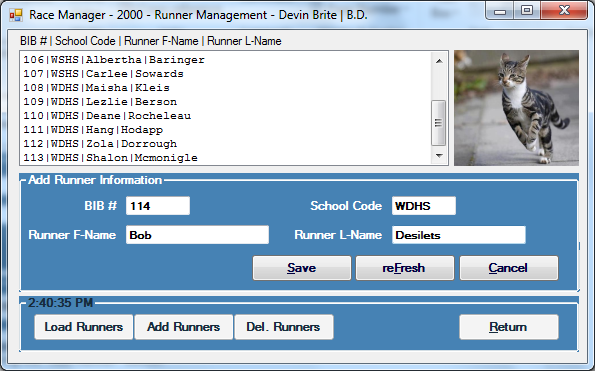 Race Manager - 2000 - Runner Management - Devin Brite | B.D.
BIB # | School Code | Runner F-Name | Runner L-Name
106|WSHS|Albertha|Baringer
107|WSHS|Carlee|Sowards
108|WDHS|Maisha|Kleis
109|WDHS|Lezlie|Berson
110|WDHS|Deane|Rocheleau
111|WDHS|Hang|Hodapp
112|WDHS|Zola|Dorrough
113|WDHS|Shalon|Mcmonigle
Add Runner Information
BIB # 114 School Code WDHS
Runner F-Name Bob Runner L-Name Desilets
Save reFresh Cancel
2:40:35 PM
Load Runners Add Runners Del. Runners Return